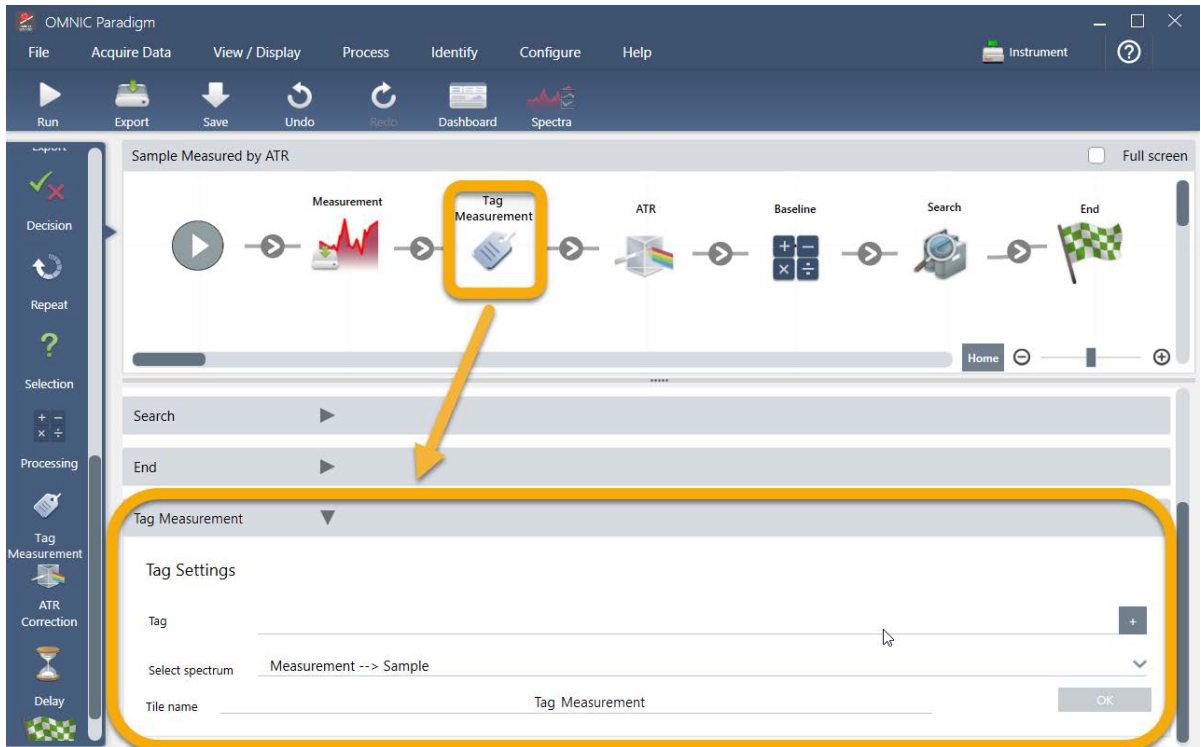 OMNIC Paradigm
File Acquire Data View / Display Process Identify Configure Help Instrument
Run Export Save Undo Redo Dashboard Spectra
Export
Decision
Repeat
Selection
Processing
Tag
Measurement
ATR
Correction
Delay
Sample Measured by ATR Full screen
Measurement Tag Measurement ATR Baseline Search End
Home
Search
End
Tag Measurement
Tag Settings
Tag +
Select spectrum Measurement --> Sample
Tile name Tag Measurement OK